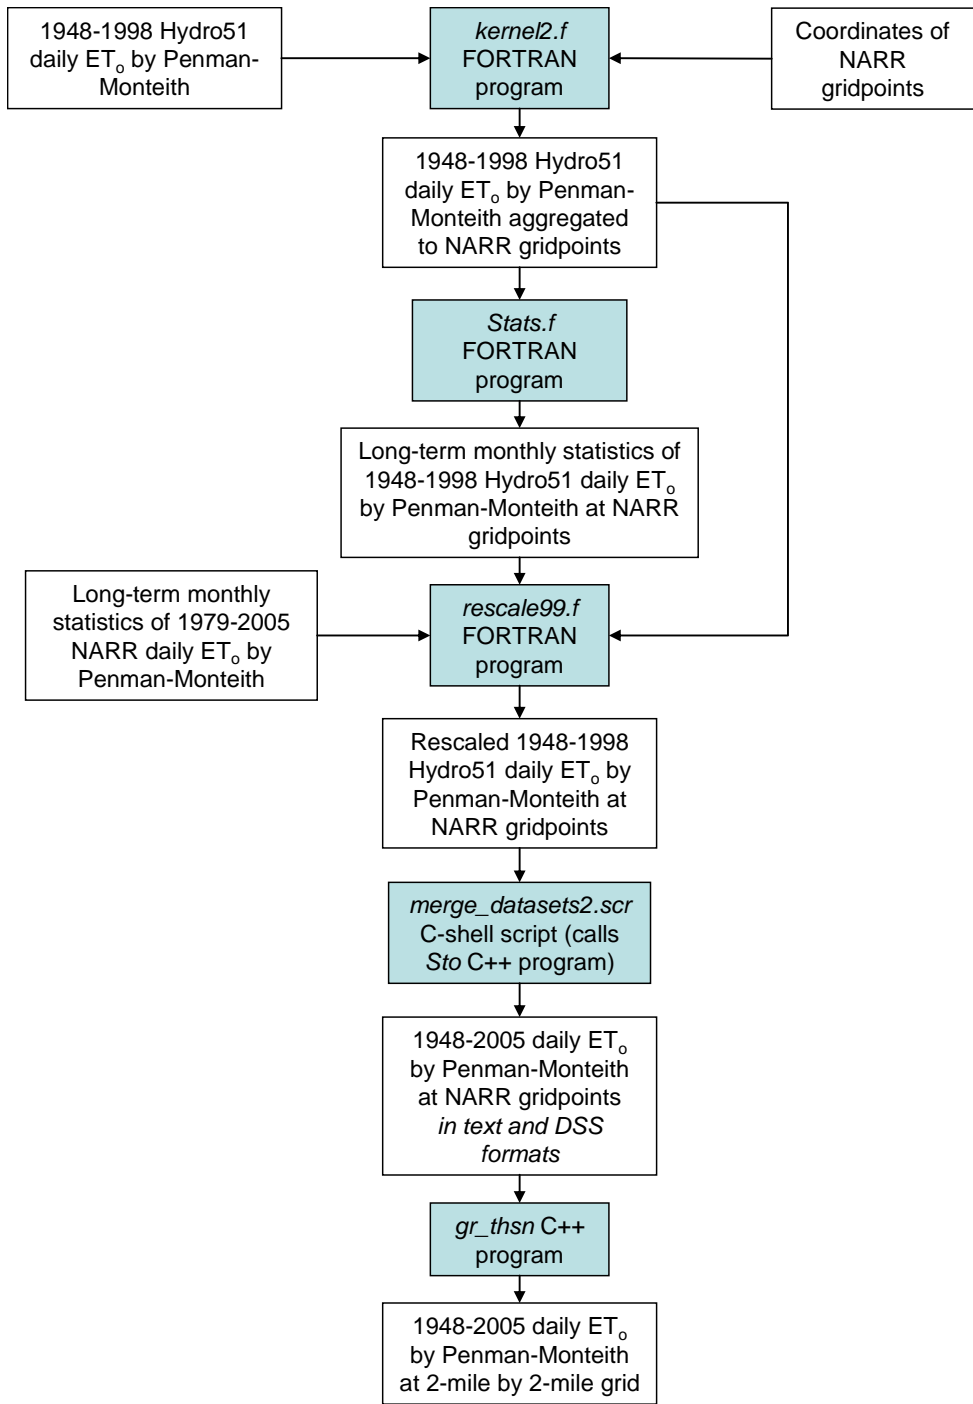 1948-1998 Hydro51
daily ETo by Penman-
Monteith
kernel2.f
FORTRAN
program
Coordinates of
NARR
gridpoints
1948-1998 Hydro51
daily ETo by Penman-
Monteith aggregated
to NARR gridpoints
Stats.f
FORTRAN
program
Long-term monthly statistics of
1948-1998 Hydro51 daily ETo
by Penman-Monteith at NARR
gridpoints
Long-term monthly
statistics of 1979-2005
NARR daily ETo by
Penman-Monteith
rescale99.f
FORTRAN
program
Rescaled 1948-1998
Hydro51 daily ETo by
Penman-Monteith at
NARR gridpoints
merge_datasets2.scr
C-shell script (calls
Sto C++ program)
1948-2005 daily ETo
by Penman-Monteith
at NARR gridpoints
in text and DSS
formats
gr_thsn C++
program
1948-2005 daily ETo
by Penman-Monteith
at 2-mile by 2-mile grid